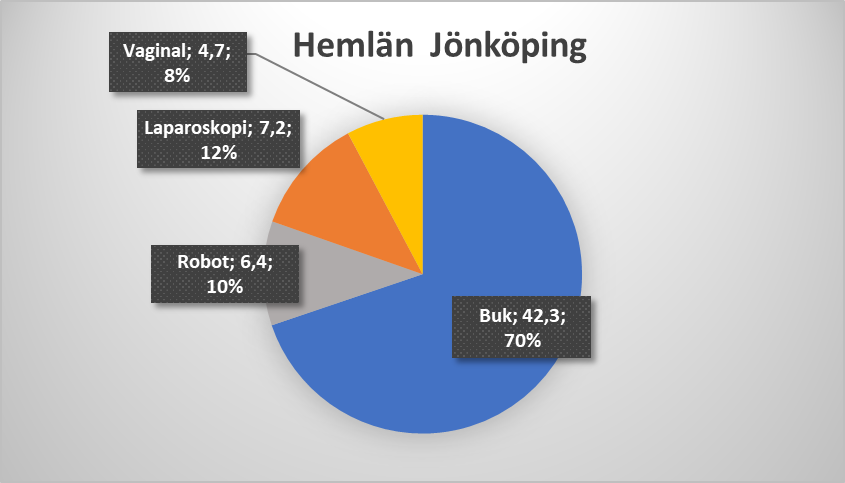 Hemlän Jönköping
Vaginal; 4,7;
8%
Laparoskopi; 7,2;
12%
Robot; 6,4;
10%
Buk; 42,3;
70%